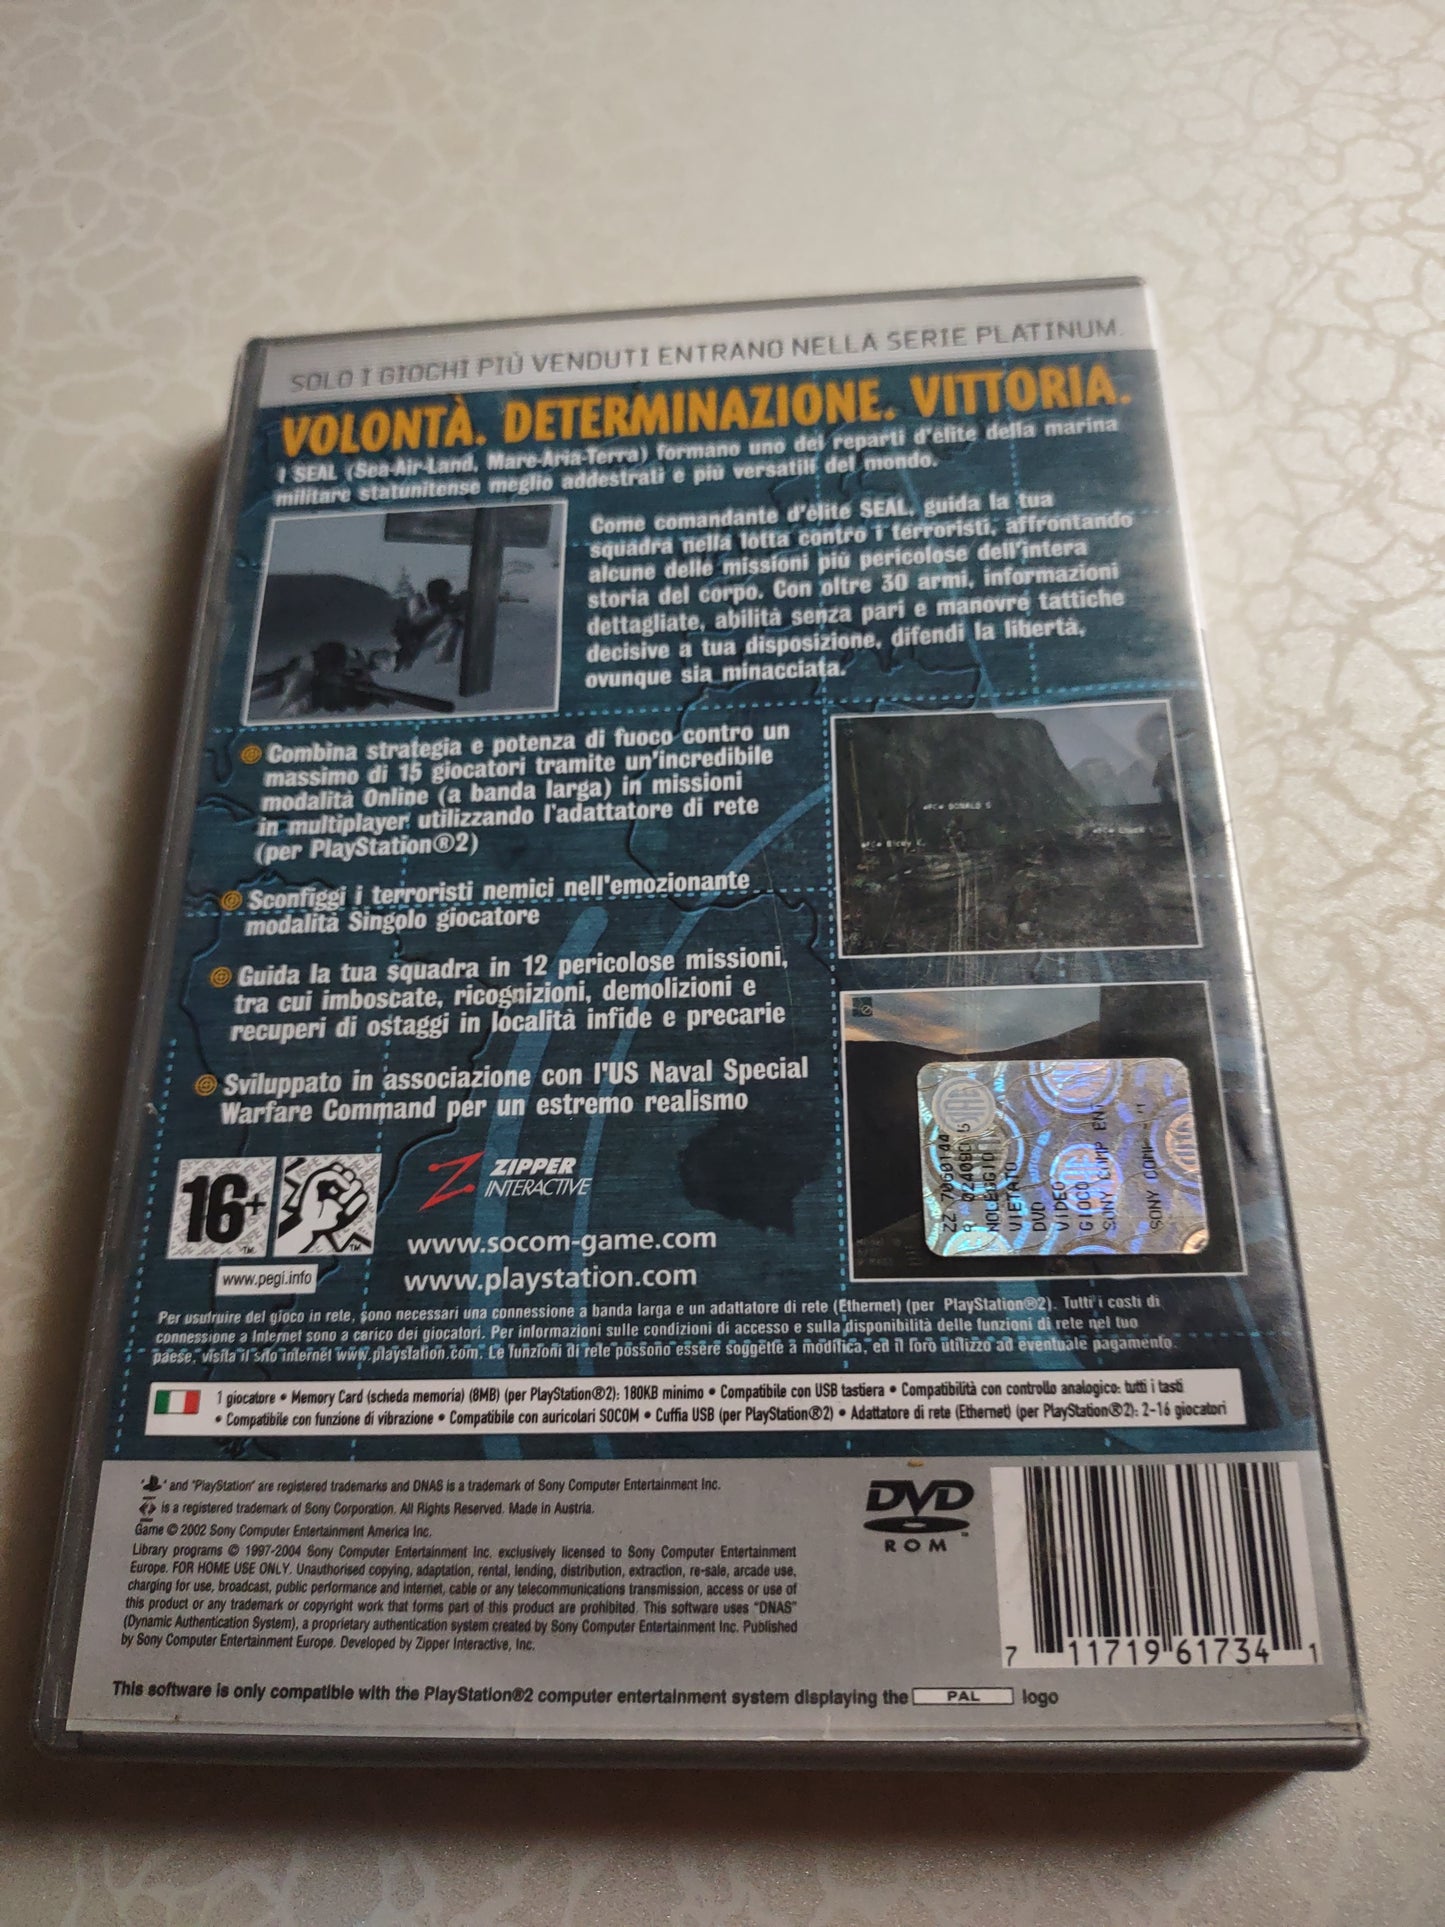 SOLO I GIOCHI PIÙ VENDUTI ENTRANO NELLA SERIE PLATINUM.
VOLONTÀ. DETERMINAZIONE. VITTORIA.
I SEAL (Sea-Air-Land, Mare-Aria-Terra) formano uno dei reparti d'elite della marina
militare statunitense meglio addestrati e più versatili del mondo.
Come comandante d'elite SEAL, guida la tua
squadra nella lotta contro i terroristi, affrontando
alcune delle missioni più pericolose dell'intera
storia del corpo. Con oltre 30 armi, informazioni
dettagliate, abilità senza pari e manovre tattiche
decisive a tua disposizione, difendi la libertà,
ovunque sia minacciata.
Combina strategia e potenza di fuoco contro un
massimo di 15 giocatori tramite un'incredibile
modalità Online (a banda larga) in missioni
in multiplayer utilizzando l'adattatore di rete
(per PlayStation®2)
Sconfiggi i terroristi nemici nell'emozionante
modalità Singolo giocatore
Guida la tua squadra in 12 pericolose missioni,
tra cui imboscate, ricognizioni, demolizioni e
recuperi di ostaggi in località infide e precarie
Sviluppato in associazione con l'US Naval Special
Warfare Command per un estremo realismo
DONALD S
16+
TM
TM
www.pegi.info
ZIPPER
INTERACTIVE
www.socom-game.com
www.playstation.com
NOLEGGIO
VIETATO
DVD
VIDEO
GIOCO
SONY COMP EN
SONY COMP
Per usufruire del gioco in rete, sono necessari una connessione a banda larga e un adattatore di rete (Ethernet) (per PlayStation®2). Tutti i costi di
connessione a Internet sono a carico dei giocatori. Per informazioni sulle condizioni di accesso e sulla disponibilità delle funzioni di rete nel tuo
paese, visita il sito internet www.playstation.com. Le funzioni di rete possono essere soggette a modifica, ed il loro utilizzo ad eventuale pagamento.
1 giocatore • Memory Card (scheda memoria) (8MB) (per PlayStation®2): 180KB minimo • Compatibile con USB tastiera • Compatibilità con controllo analogico: tutti i tasti
• Compatibile con funzione di vibrazione • Compatibile con auricolari SOCOM • Cuffia USB (per PlayStation®2) • Adattatore di rete (Ethernet) (per PlayStation®2): 2-16 giocatori
" " and "PlayStation" are registered trademarks and DNAS is a trademark of Sony Computer Entertainment Inc.
is a registered trademark of Sony Corporation. All Rights Reserved. Made in Austria.
Game © 2002 Sony Computer Entertainment America Inc.
Library programs © 1997-2004 Sony Computer Entertainment Inc. exclusively licensed to Sony Computer Entertainment
Europe. FOR HOME USE ONLY. Unauthorised copying, adaptation, rental, lending, distribution, extraction, re-sale, arcade use,
charging for use, broadcast, public performance and internet, cable or any telecommunications transmission, access or use of
this product or any trademark or copyright work that forms part of this product are prohibited. This software uses "DNAS"
(Dynamic Authentication System), a proprietary authentication system created by Sony Computer Entertainment Inc. Published
by Sony Computer Entertainment Europe. Developed by Zipper Interactive, Inc.
DVD
ROM
7 11719 61734 1
This software is only compatible with the PlayStation®2 computer entertainment system displaying the PAL logo